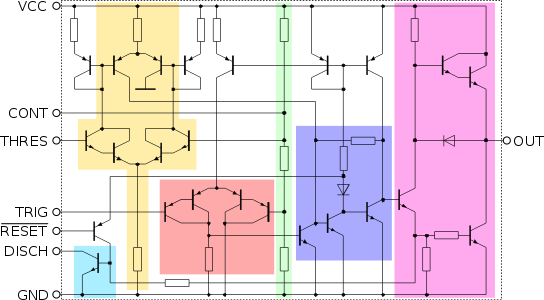 VCC
CONT
THRES
OUT
TRIG
RESET
DISCH
GND